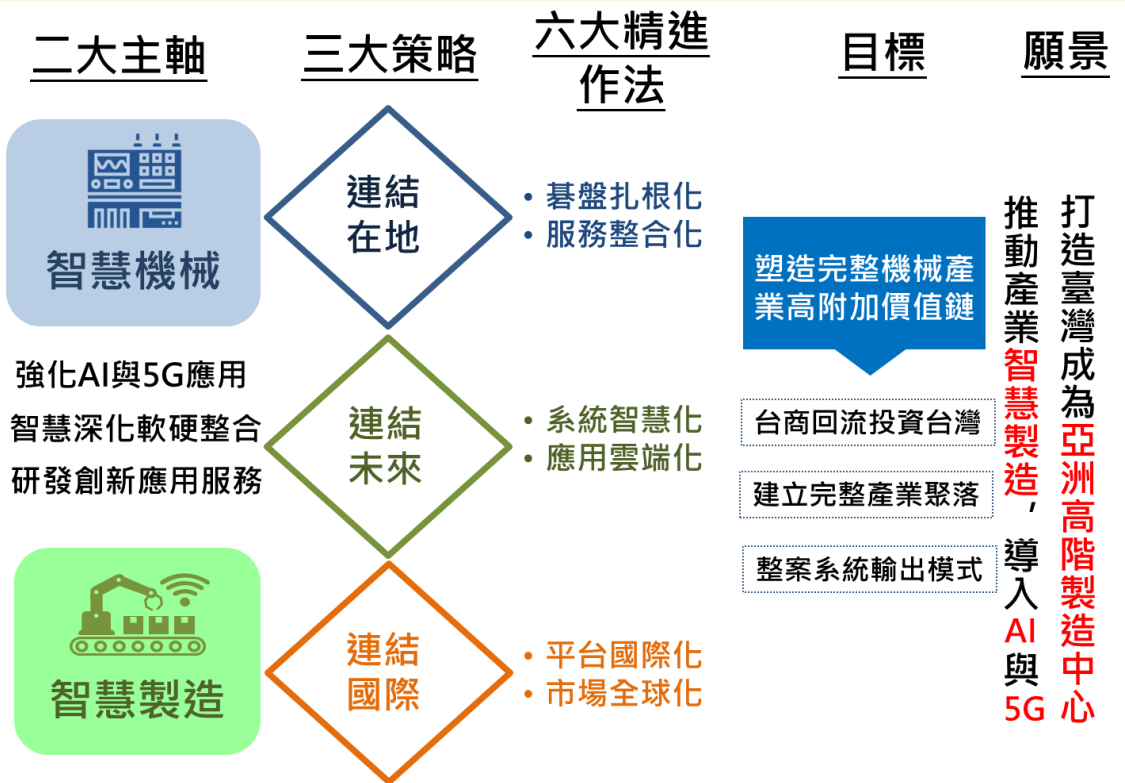 二大主軸
三大策略
六大精進
作法
目標
願景
智慧機械
強化AI與5G應用
智慧深化軟硬整合
研發創新應用服務
智慧製造
連結
在地
連結
未來
連結
國際
• 碁盤扎根化
• 服務整合化
• 系統智慧化
• 應用雲端化
• 平台國際化
• 市場全球化
塑造完整機械產
業高附加價值鏈
台商回流投資台灣
建立完整產業聚落
整案系統輸出模式
打造臺灣成為亞洲高階製造中心
推動產業智慧製造，導入AI與5G